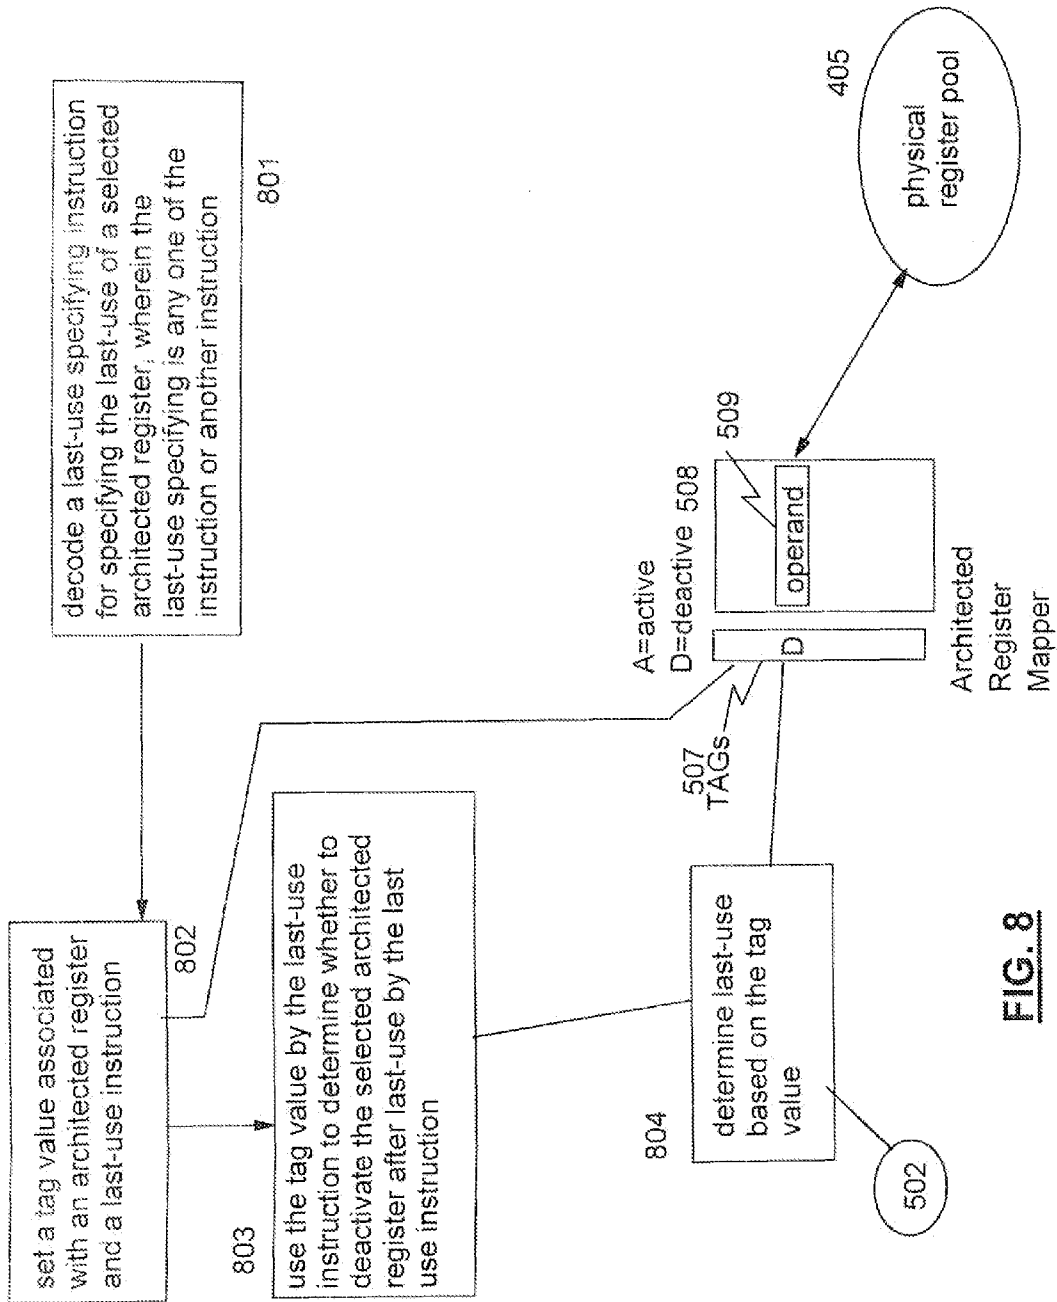 decode a last-use specifying instruction
for specifying the last-use of a selected
architected register, wherein the
last-use specifying is any one of the
instruction or another instruction
801
set a tag value associated
with an architected register
and a last-use instruction
802
803
use the tag value by the last-use
instruction to determine whether to
deactivate the selected architected
register after last-use by the last
use instruction
804
determine last-use
based on the tag
value
502
507
TAGs
A=active
D=deactive 508
D
509
operand
Architected
Register
Mapper
405
physical
register pool
FIG. 8